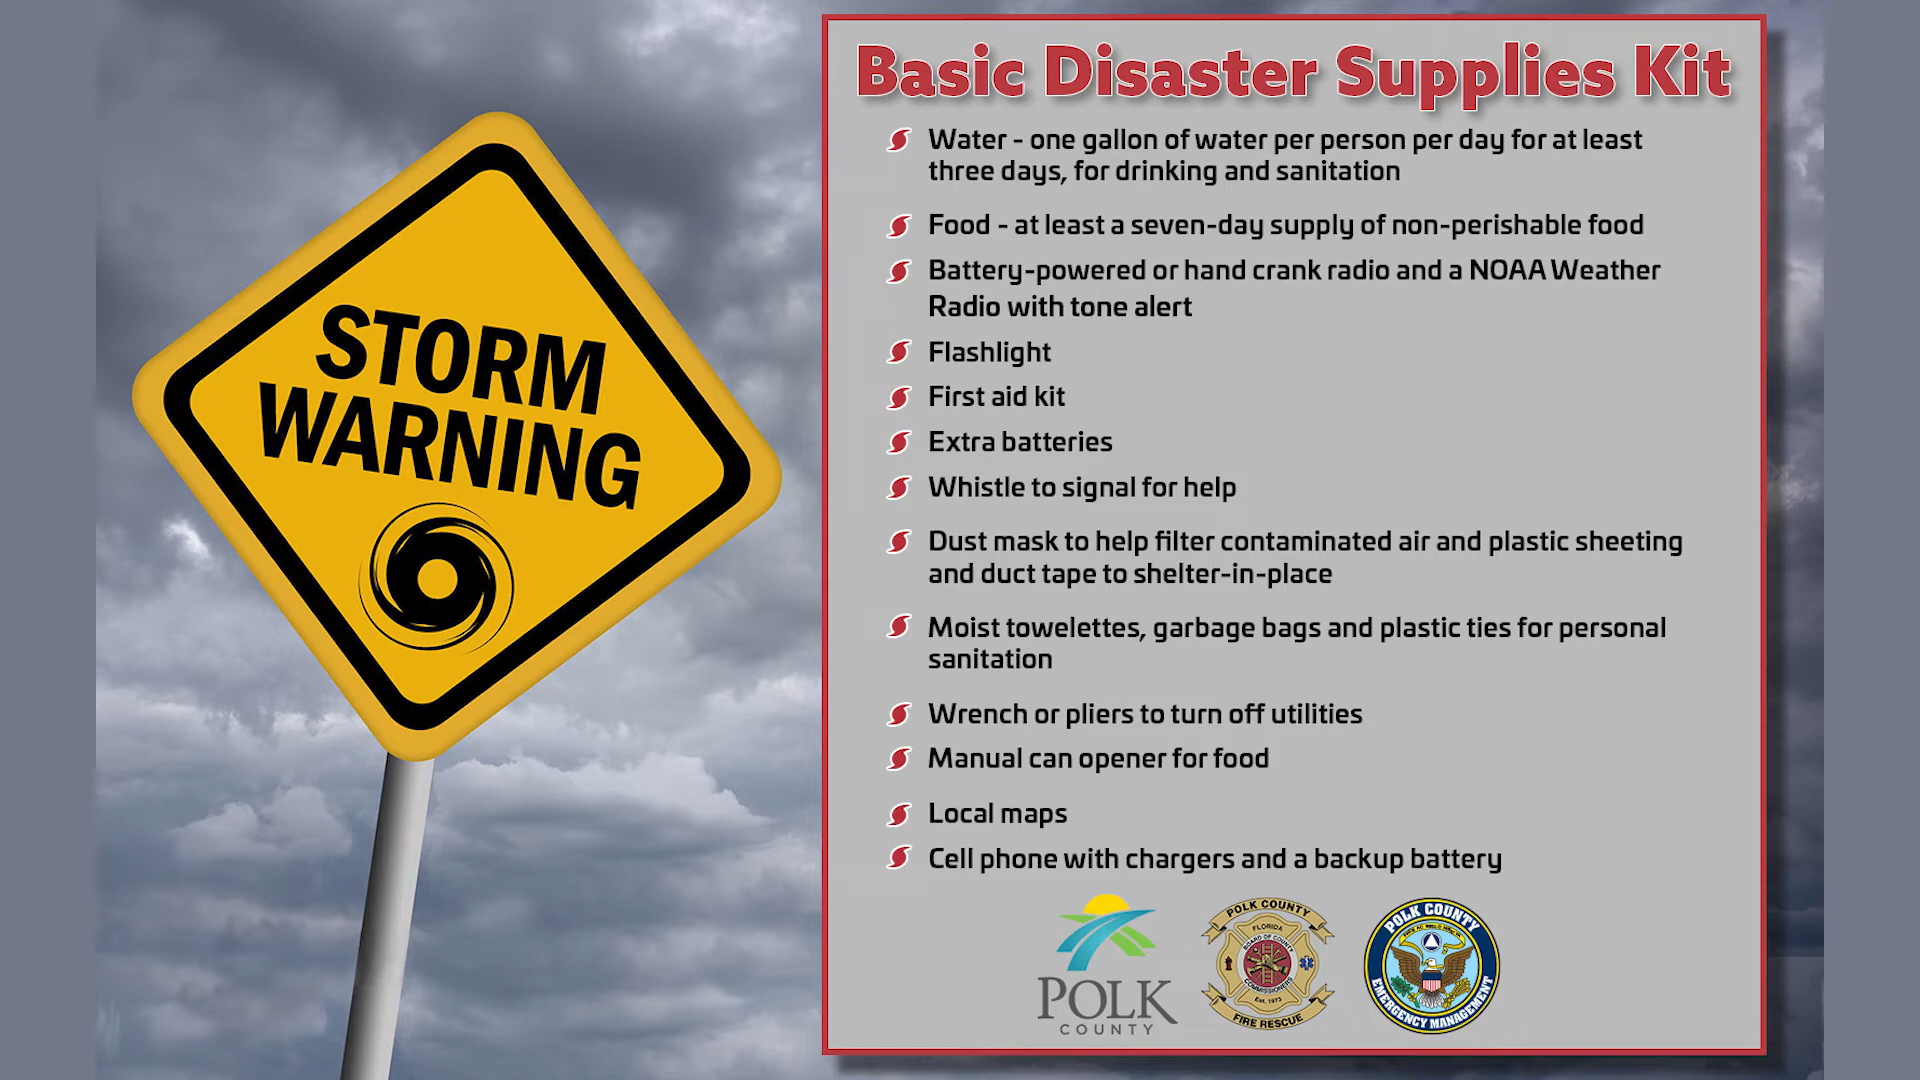 STORM
WARNING
Basic Disaster Supplies Kit
Water - one gallon of water per person per day for at least
three days, for drinking and sanitation
Food - at least a seven-day supply of non-perishable food
Battery-powered or hand crank radio and a NOAA Weather
Radio with tone alert
Flashlight
First aid kit
Extra batteries
Whistle to signal for help
Dust mask to help filter contaminated air and plastic sheeting
and duct tape to shelter-in-place
Moist towelettes, garbage bags and plastic ties for personal
sanitation
Wrench or pliers to turn off utilities
Manual can opener for food
Local maps
Cell phone with chargers and a backup battery
POLK
COUNTY
POLK COUNTY
FLORIDA
BOARD OF COUNTY
COMMISSIONERS
Est. 1973
FIRE RESCUE
POLK COUNTY
EMERGENCY MANAGEMENT